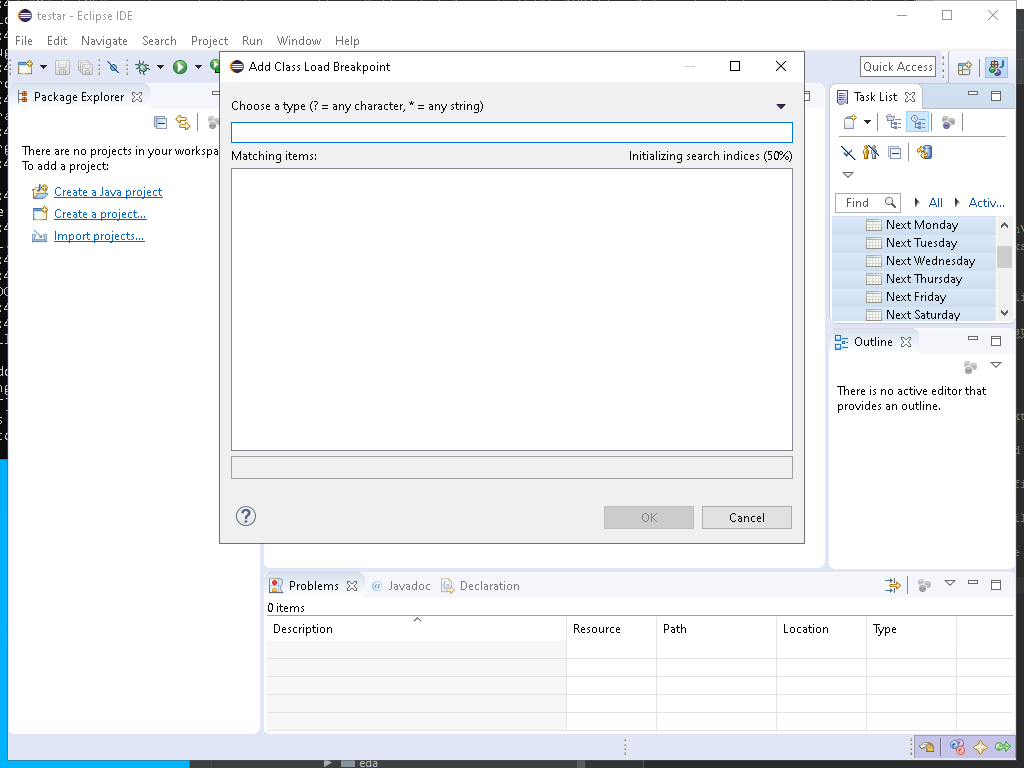 testar - Eclipse IDE
File Edit Navigate Search Project Run Window Help
Quick Access
Package Explorer
There are no projects in your workspa
To add a project:
Create a Java project
Create a project...
Import projects...
Add Class Load Breakpoint
Choose a type (? = any character, * = any string)
Matching items:
Initializing search indices (50%)
OK
Cancel
Task List
Find
All
Activ...
Next Monday
Next Tuesday
Next Wednesday
Next Thursday
Next Friday
Next Saturday
Outline
There is no active editor that
provides an outline.
Problems
@ Javadoc
Declaration
0 items
Description Resource Path Location Type
eda